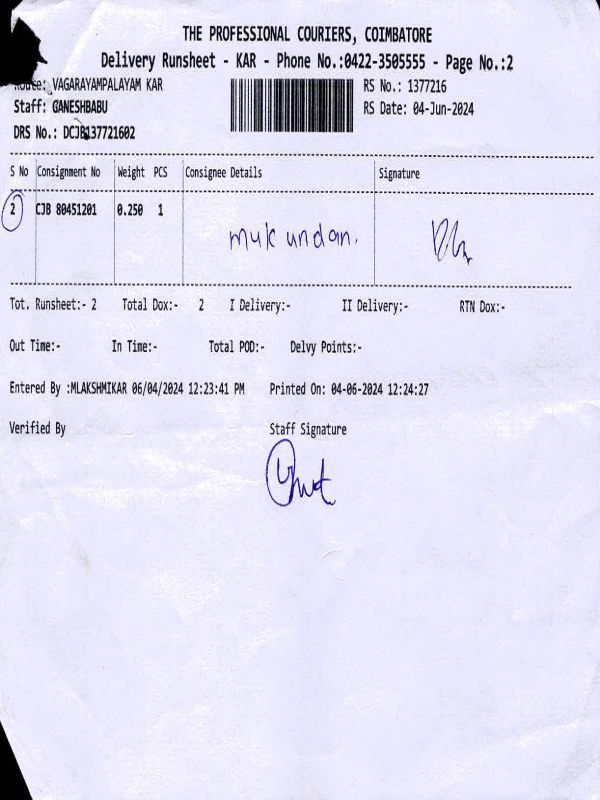 THE PROFESSIONAL COURIERS, COIMBATORE
Delivery Runsheet - KAR - Phone No.:0422-3505555 - Page No.:2
Route: VAGARAYAMPALAYAM KAR RS No.: 1377216
Staff: GANESHBABU RS Date: 04-Jun-2024
DRS No.: DCJB137721602
S No Consignment No Weight PCS Consignee Details Signature
2 CJB 80451201 0.250 1 mukundan.
Tot. Runsheet:- 2 Total Dox:- 2 I Delivery:- II Delivery:- RTN Dox:-
Out Time:- In Time:- Total POD:- Delvy Points:-
Entered By :MLAKSHMIKAR 06/04/2024 12:23:41 PM Printed On: 04-06-2024 12:24:27
Verified By Staff Signature